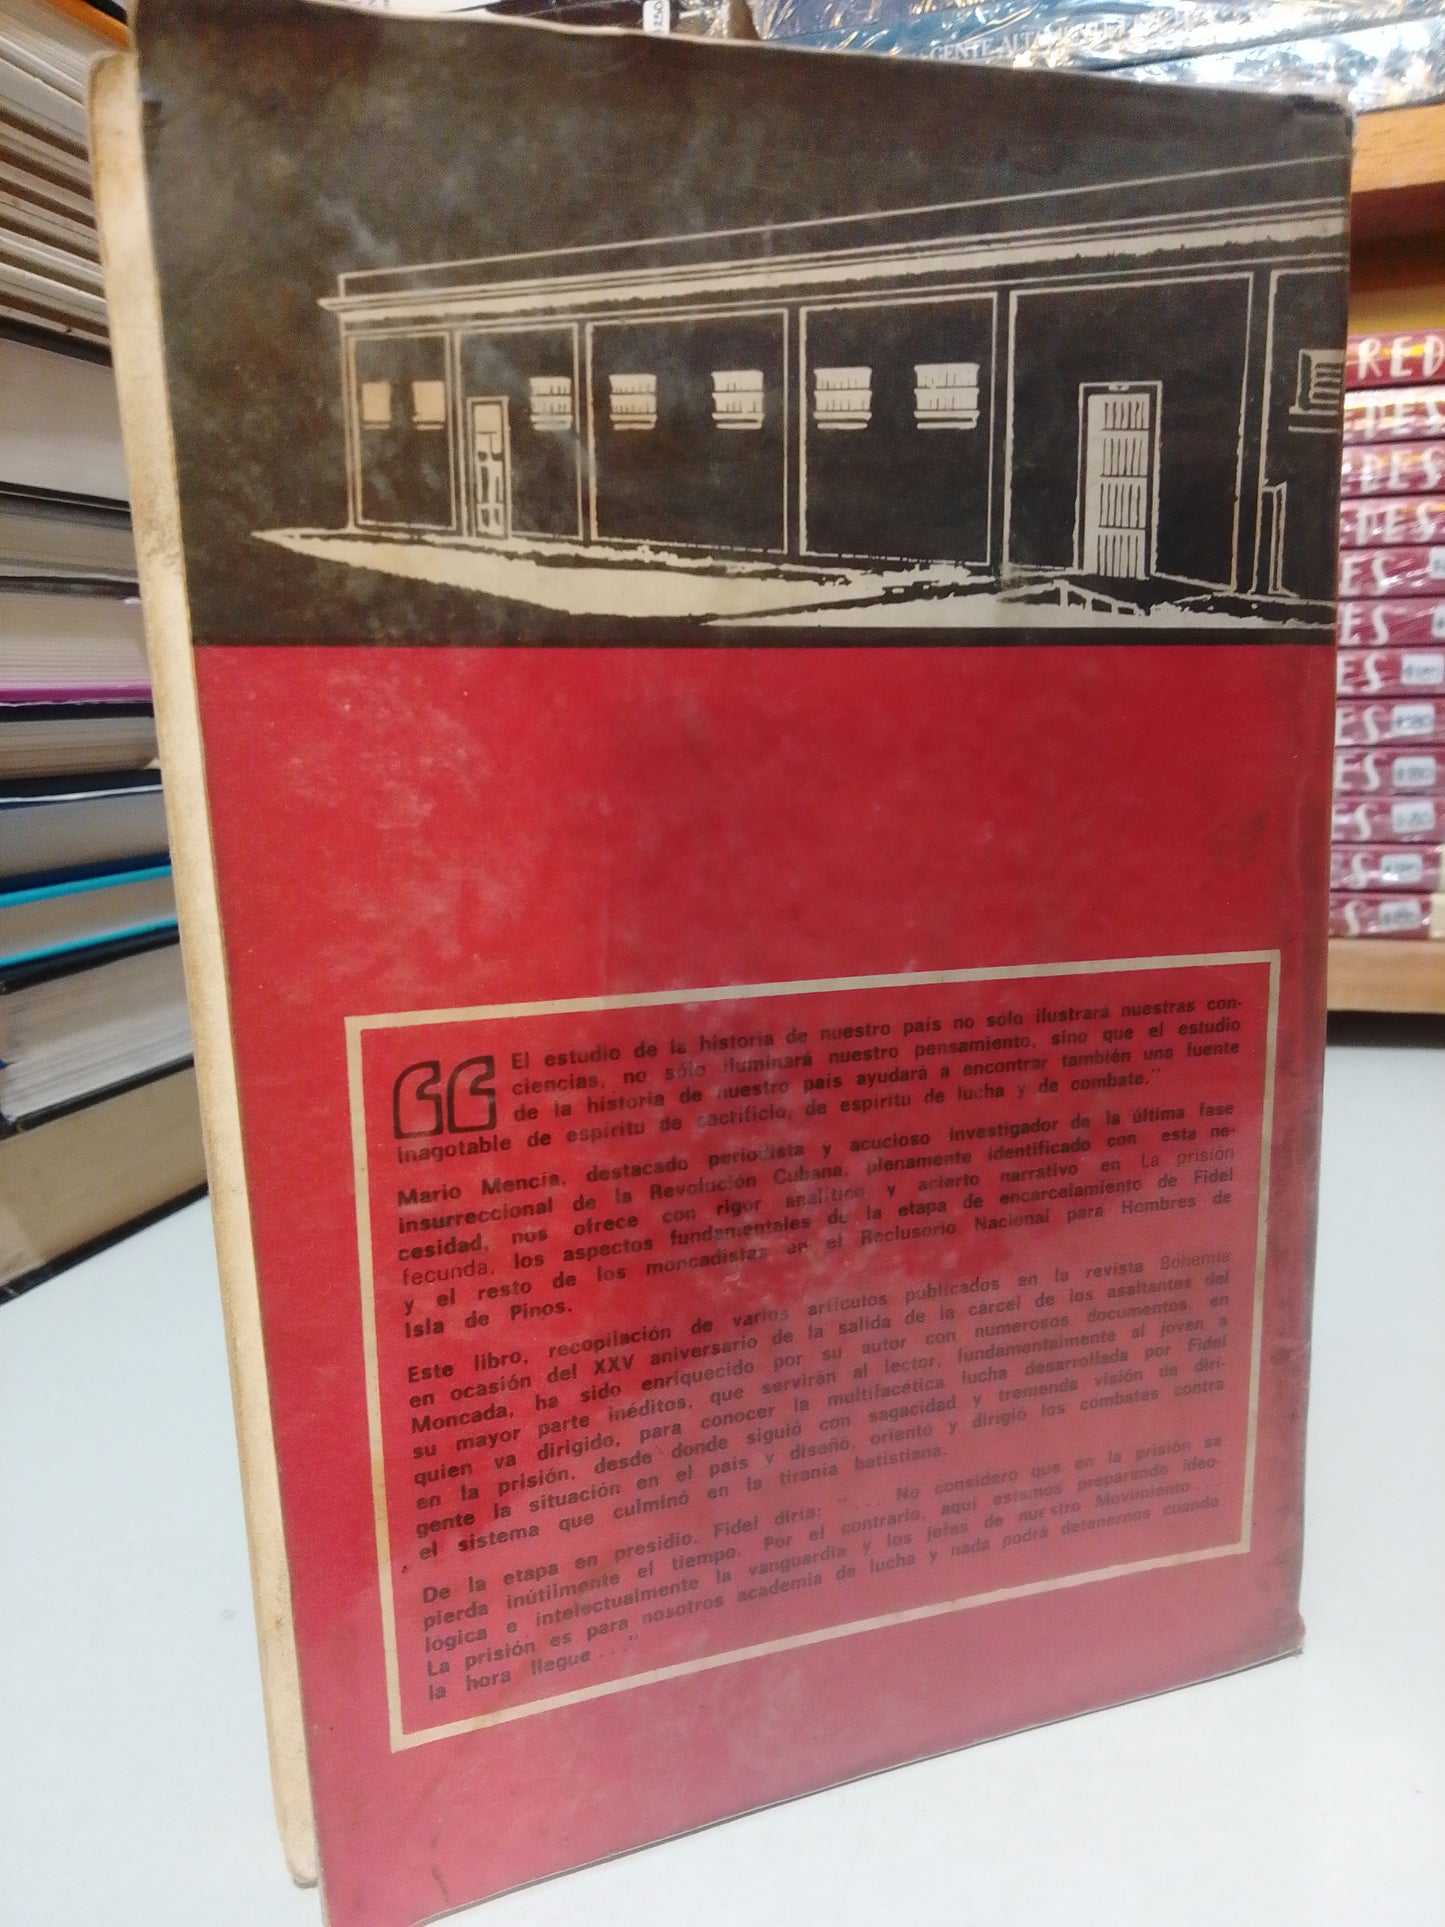 GENTE ALTAM
El estudio de la historia de nuestro país no sólo ilustrará nuestras con-
ciencias, no sólo iluminará nuestro pensamiento, sino que el estudio
de la historia de nuestro país ayudará a encontrar también una fuente
inagotable de espíritu de sacrificio, de espíritu de lucha y de combate."
Mario Mencía, destacado periodista y acucioso investigador de la última fase
insurreccional de la Revolución Cubana, plenamente identificado con esta ne-
cesidad, nos ofrece con rigor analítico y acierto narrativo en La prisión
fecunda, los aspectos fundamentales de la etapa de encarcelamiento de Fidel
y el resto de los moncadistas en el Reclusorio Nacional para Hombres de
Isla de Pinos.
Este libro, recopilación de varios artículos publicados en la revista Bohemia
en ocasión del XXV aniversario de la salida de la cárcel de los asaltantes del
Moncada, ha sido enriquecido por su autor con numerosos documentos, en
su mayor parte inéditos, que servirán al lector, fundamentalmente al joven a
quien va dirigido, para conocer la multifacética lucha desarrollada por Fidel
en la prisión, desde donde siguió con sagacidad y tremenda visión de diri-
gente la situación en el país y diseñó, orientó y dirigió los combates contra
el sistema que culminó en la tiranía batistiana.
De la etapa en presidio, Fidel diría: "... No considero que en la prisión se
pierda inútilmente el tiempo. Por el contrario, aquí estamos preparando ideo-
lógica e intelectualmente la vanguardia y los jefes de nuestro Movimiento...
La prisión es para nosotros academia de lucha y nada podrá detenernos cuando
la hora llegue..."
RED